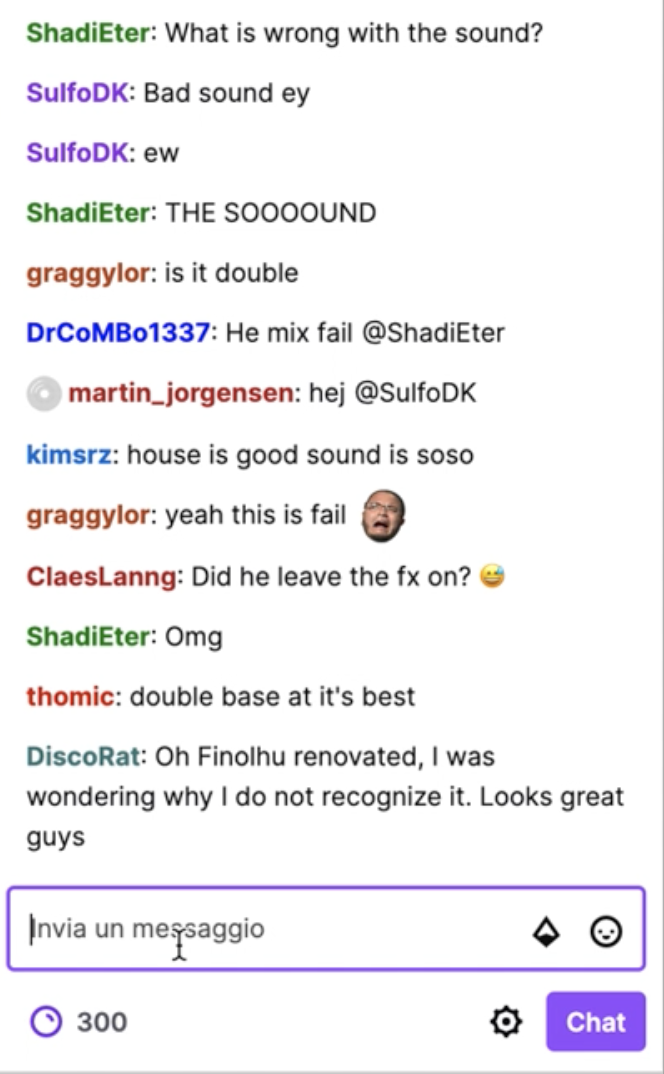 ShadiEter: What is wrong with the sound?
SulfoDK: Bad sound ey
SulfoDK: ew
ShadiEter: THE SOOOOUND
graggylor: is it double
DrCoMBo1337: He mix fail @ShadiEter
martin_jorgensen: hej @SulfoDK
kimsrz: house is good sound is soso
graggylor: yeah this is fail
ClaesLanng: Did he leave the fx on? 😅
ShadiEter: Omg
thomic: double base at it's best
DiscoRat: Oh Finolhu renovated, I was
wondering why I do not recognize it. Looks great
guys
Invia un messaggio
300
Chat